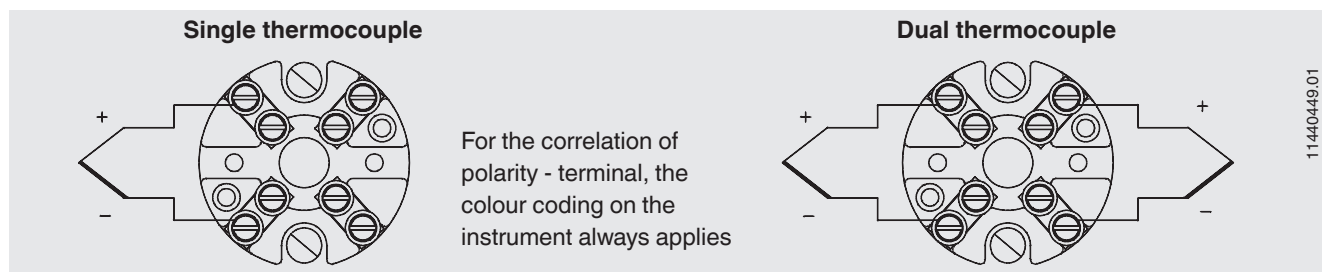 Single thermocouple
Dual thermocouple
+
–
For the correlation of
polarity - terminal, the
colour coding on the
instrument always applies
+
–
+
–
11440449.01